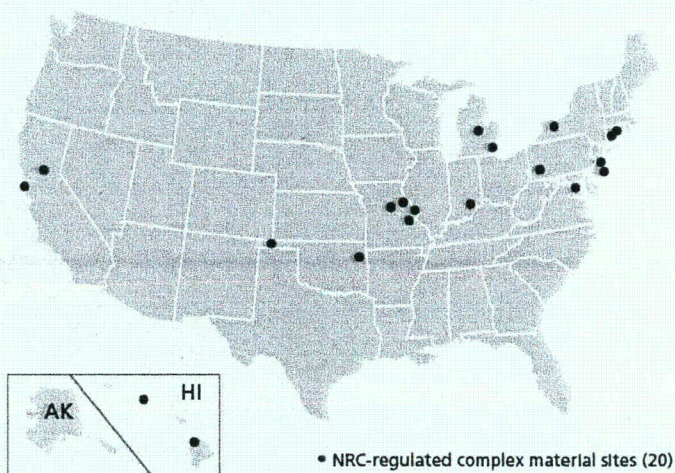 HI
AK
• NRC-regulated complex material sites (20)